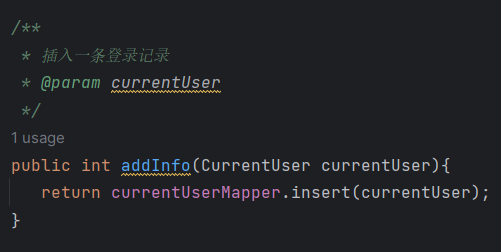 /**
 * 插入一条登录记录
 * @param currentUser
 */
1 usage
public int addInfo(CurrentUser currentUser){
    return currentUserMapper.insert(currentUser);
}